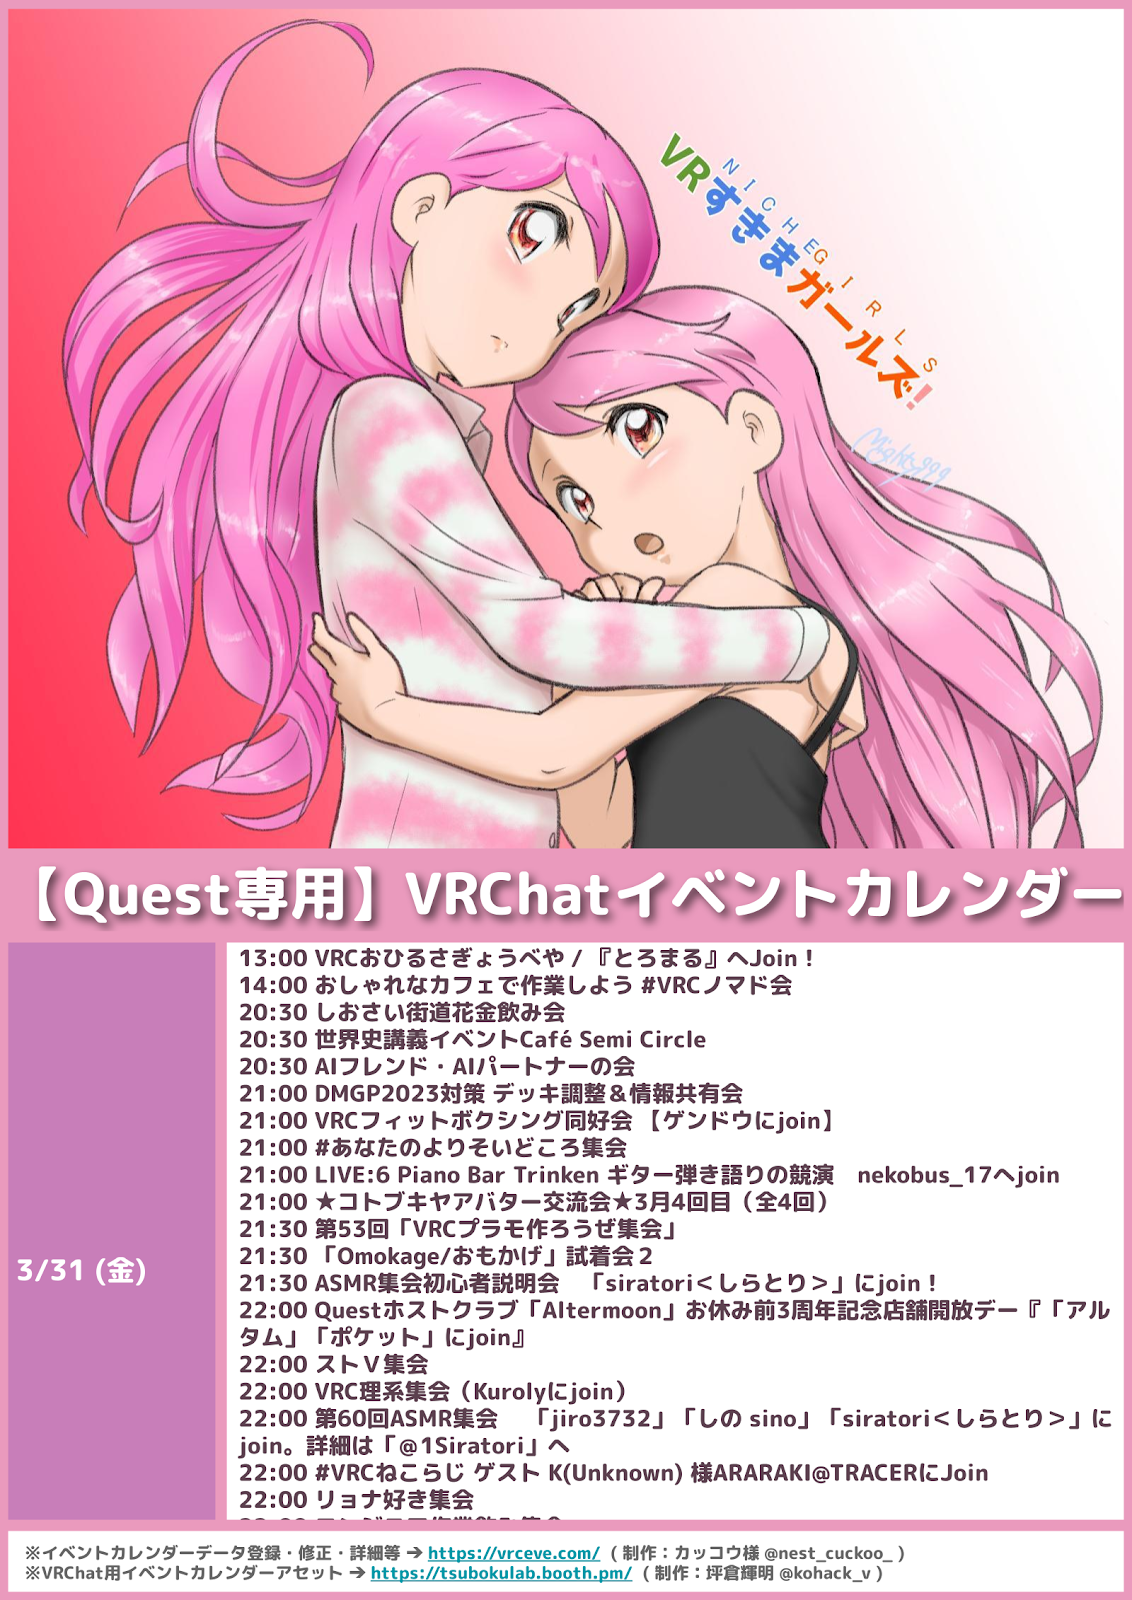 NICHE GIRLS
VRすきまガールズ!
Mighty999
【Quest専用】VRChatイベントカレンダー
3/31 (金)
13:00 VRCおひるさぎょうべや / 『とろまる』へJoin！
14:00 おしゃれなカフェで作業しよう #VRCノマド会
20:30 しおさい街道花金飲み会
20:30 世界史講義イベントCafé Semi Circle
20:30 AIフレンド・AIパートナーの会
21:00 DMGP2023対策 デッキ調整＆情報共有会
21:00 VRCフィットボクシング同好会 【ゲンドウにjoin】
21:00 #あなたのよりそいどころ集会
21:00 LIVE:6 Piano Bar Trinken ギター弾き語りの競演　nekobus_17へjoin
21:00 ★コトブキヤアバター交流会★3月4回目（全4回）
21:30 第53回「VRCプラモ作ろうぜ集会」
21:30 「Omokage/おもかげ」試着会２
21:30 ASMR集会初心者説明会　「siratori＜しらとり＞」にjoin！
22:00 Questホストクラブ「AItermoon」お休み前3周年記念店舗開放デー『「アル
タム」「ポケット」にjoin』
22:00 ストＶ集会
22:00 VRC理系集会（Kurolyにjoin）
22:00 第60回ASMR集会　「jiro3732」「しの sino」「siratori＜しらとり＞」に
join。詳細は「@1Siratori」へ
22:00 #VRCねこらじ ゲスト K(Unknown) 様ARARAKI@TRACERにJoin
22:00 リョナ好き集会
※イベントカレンダーデータ登録・修正・詳細等 ➔ https://vrceve.com/ （ 制作：カッコウ様 @nest_cuckoo_ ）
※VRChat用イベントカレンダーアセット ➔ https://tsubokulab.booth.pm/ （ 制作：坪倉輝明 @kohack_v ）